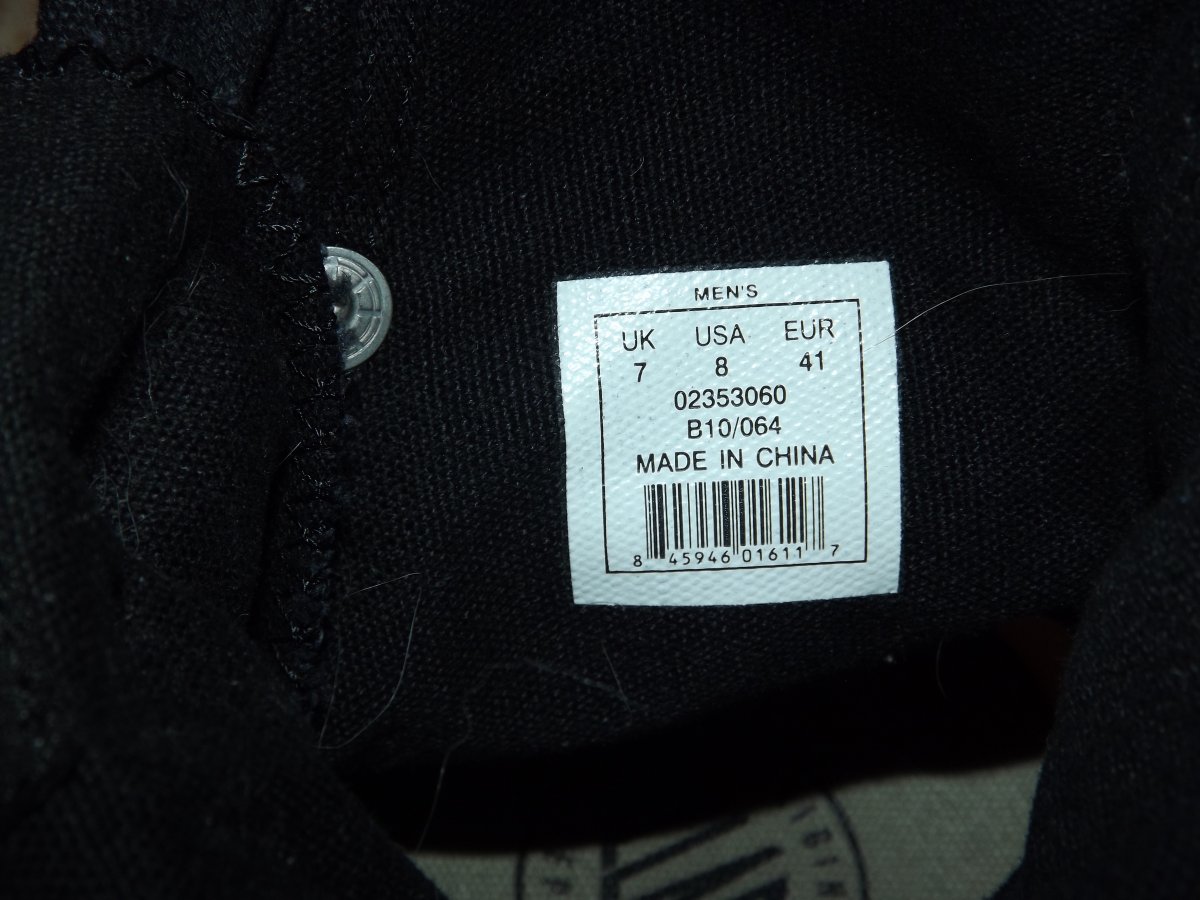 MEN'S
UK USA EUR
7 8 41
02353060
B10/064
MADE IN CHINA
8 45946 01611 7